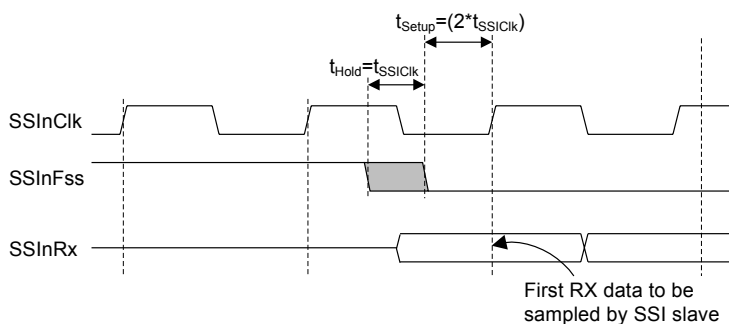 tSetup=(2*tSSIClk)
tHold=tSSIClk
SSInClk
SSInFss
SSInRx
First RX data to be
sampled by SSI slave